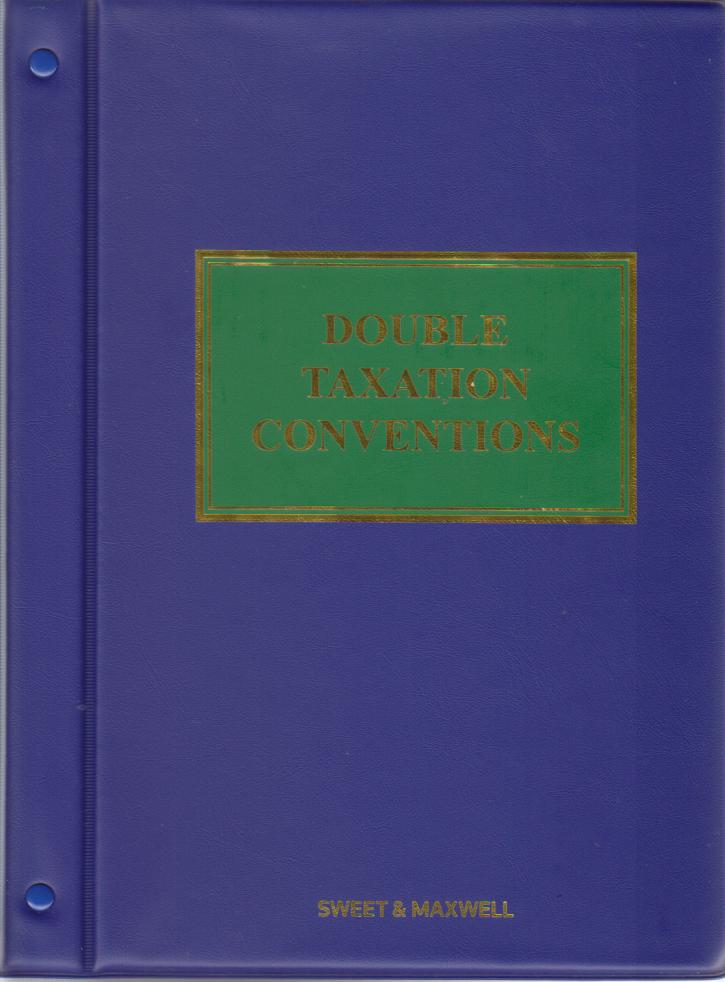 DOUBLE
TAXATION
CONVENTIONS
SWEET & MAXWELL